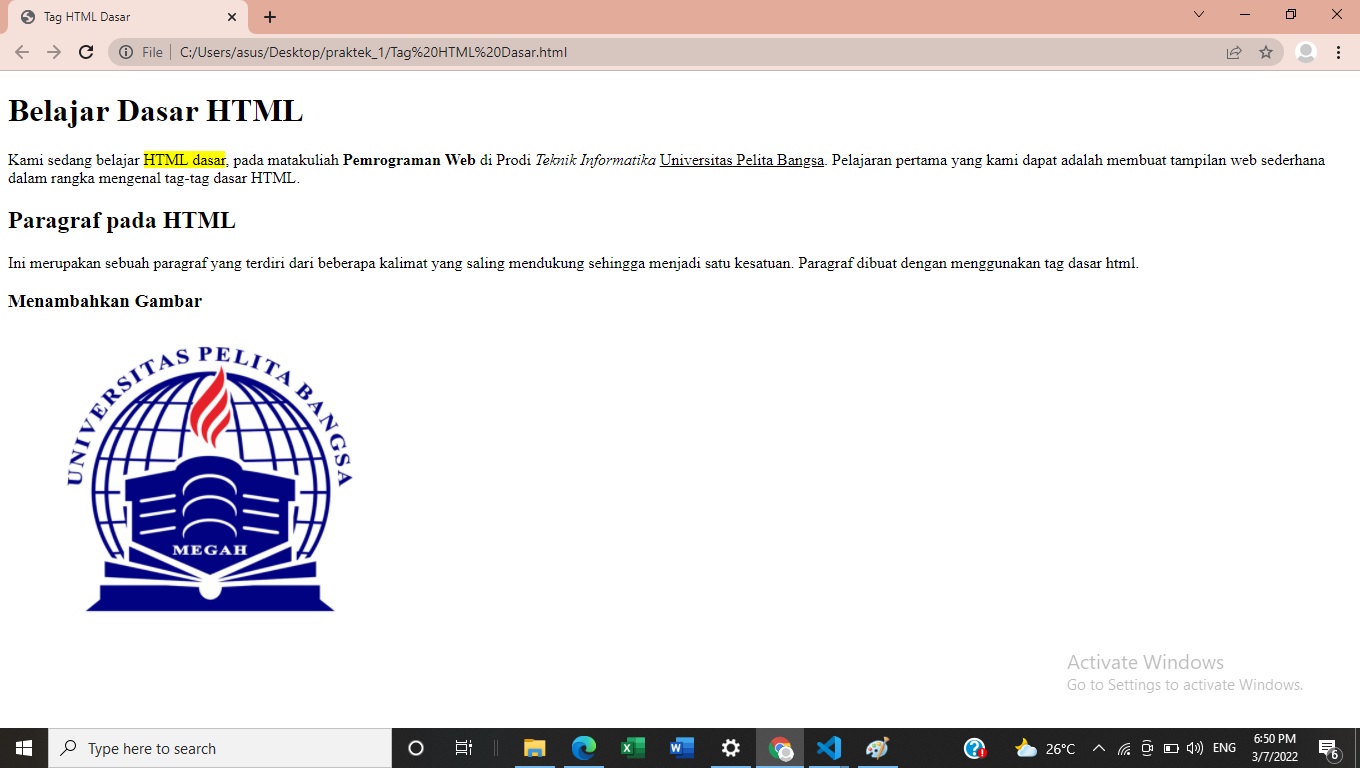 Tag HTML Dasar
File
C:/Users/asus/Desktop/praktek_1/Tag%20HTML%20Dasar.html
Belajar Dasar HTML
Kami sedang belajar HTML dasar, pada matakuliah Pemrograman Web di Prodi Teknik Informatika Universitas Pelita Bangsa. Pelajaran pertama yang kami dapat adalah membuat tampilan web sederhana
dalam rangka mengenal tag-tag dasar HTML.
Paragraf pada HTML
Ini merupakan sebuah paragraf yang terdiri dari beberapa kalimat yang saling mendukung sehingga menjadi satu kesatuan. Paragraf dibuat dengan menggunakan tag dasar html.
Menambahkan Gambar
UNIVERSITAS PELITA BANGSA
MEGAH
Activate Windows
Go to Settings to activate Windows.
Type here to search
26°C
ENG
6:50 PM
3/7/2022
6